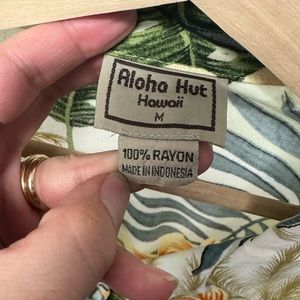 Aloha Hut
Hawaii
M
100% RAYON
MADE IN INDONESIA